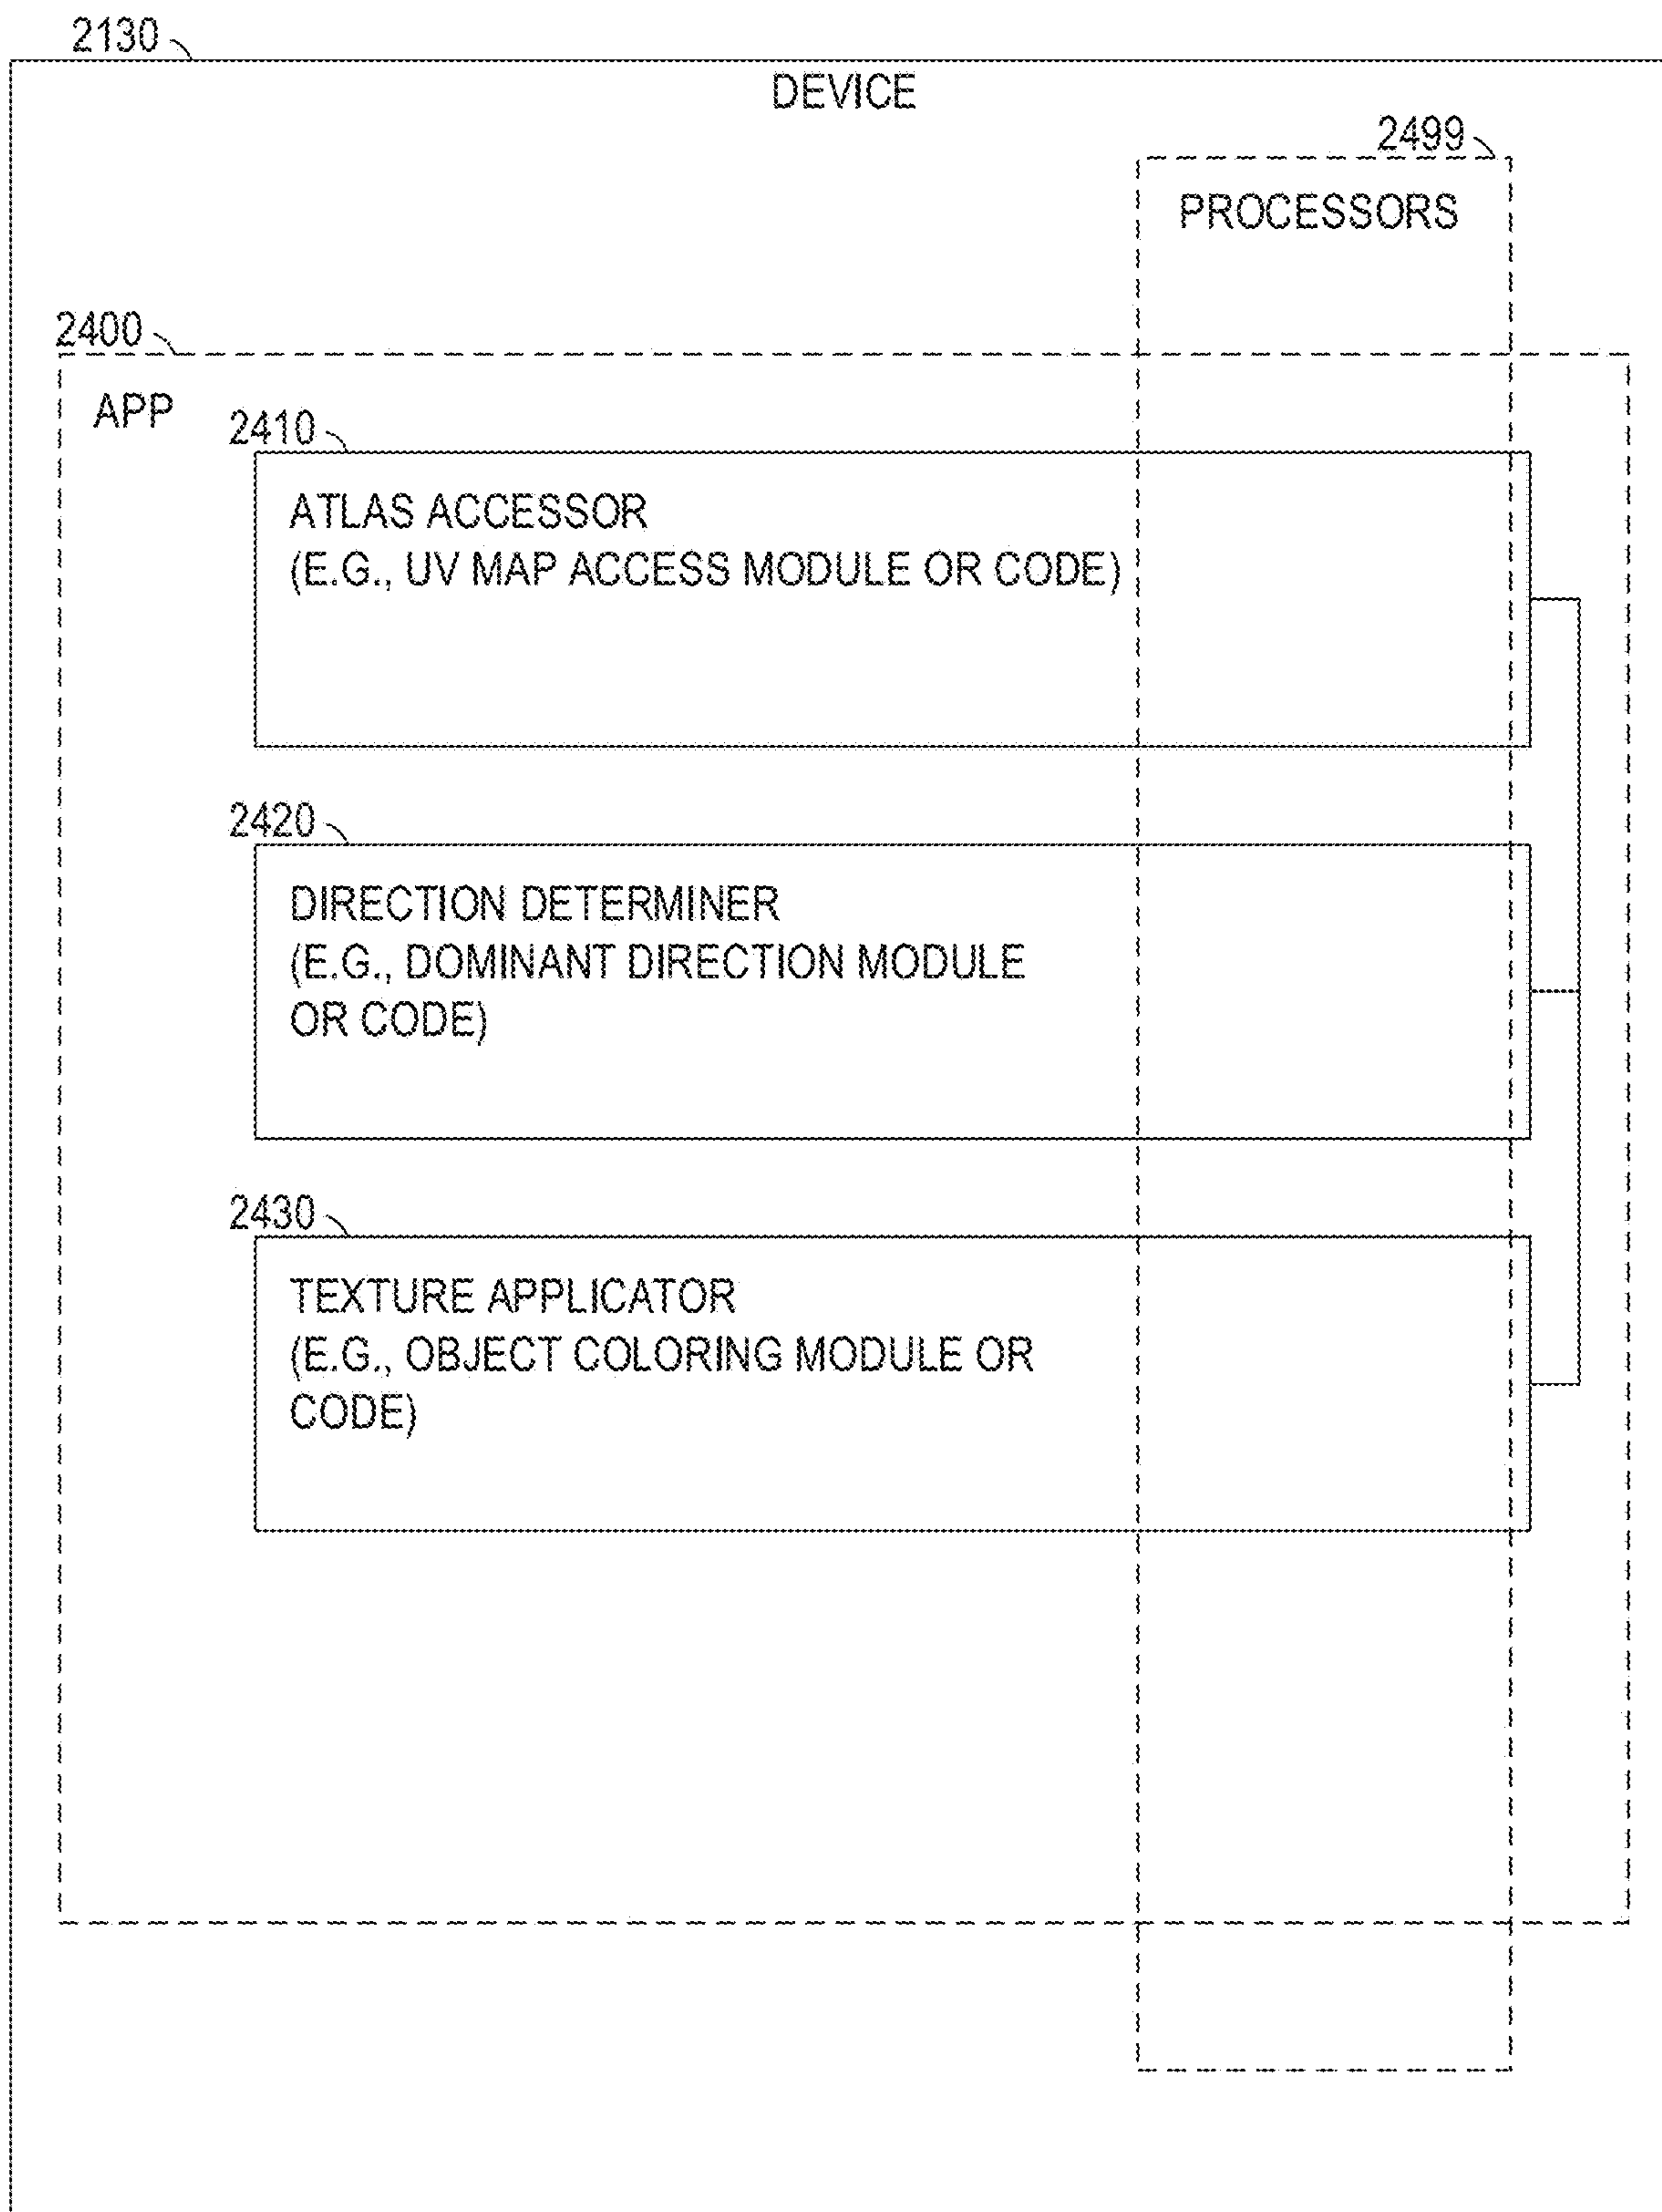 2130
DEVICE
2499
PROCESSORS
2400
APP
2410
ATLAS ACCESSOR
(E.G., UV MAP ACCESS MODULE OR CODE)
2420
DIRECTION DETERMINER
(E.G., DOMINANT DIRECTION MODULE
OR CODE)
2430
TEXTURE APPLICATOR
(E.G., OBJECT COLORING MODULE OR
CODE)